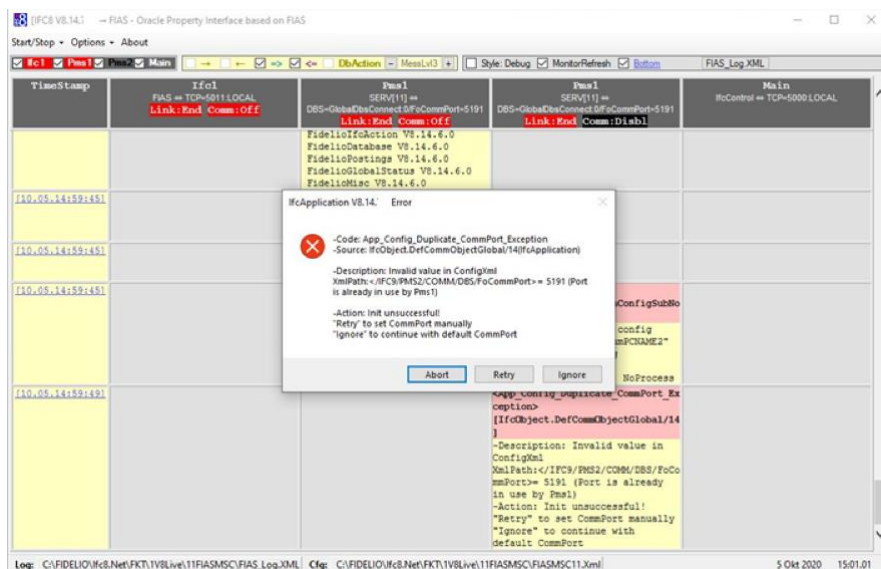 [IFC8 V8.14. → FIAS - Oracle Property Interface based on FIAS
Start/Stop Options About
Ifc1 Pms1 Pms2 Main → ← => <= DbAction - MessLvl3 + Style: Debug MonitorRefresh Bottom FIAS_Log.XML
TimeStamp Ifc1 Pms1 Pms1 Main
FIAS == TCP=5011:LOCAL SERV[11] == SERV[11] == IfcControl == TCP=5000:LOCAL
DBS=GlobalDbsConnect:0/FoCommPort=5191 DBS=GlobalDbsConnect:0/FoCommPort=5191
Link:End Comm:Off Link:End Comm:Off Link:End Comm:Disbl
FidelioIfcAction V8.14.6.0
FidelioDatabase V8.14.6.0
FidelioPostings V8.14.6.0
FidelioGlobalStatus V8.14.6.0
FidelioMisc V8.14.6.0
[10.05.14:59:45]
[10.05.14:59:45]
[10.05.14:59:45]
ConfigSubNo
config
mPCNAME2"
NoProcess
IfcApplication V8.14. Error
-Code: App_Config_Duplicate_CommPort_Exception
-Source: IfcObject.DefCommObjectGlobal/14(IfcApplication)
-Description: Invalid value in ConfigXml
XmlPath:</IFC9/PMS2/COMM/DBS/FoCommPort>= 5191 (Port
is already in use by Pms1)
-Action: Init unsuccessful!
"Retry" to set CommPort manually
"Ignore" to continue with default CommPort
Abort Retry Ignore
[10.05.14:59:49]
<App_Config_Duplicate_CommPort_Ex
ception>
[IfcObject.DefCommObjectGlobal/14
]
-Description: Invalid value in
ConfigXml
XmlPath:</IFC9/PMS2/COMM/DBS/FoCo
mmPort>= 5191 (Port is already
in use by Pms1)
-Action: Init unsuccessful!
"Retry" to set CommPort manually
"Ignore" to continue with
default CommPort
Log: C:\FIDELIO\Ifc8.Net\FKT\1V8Live\11FIASMSC\FIAS_Log.XML Cfg: C:\FIDELIO\Ifc8.Net\FKT\1V8Live\11FIASMSC\FIASMSC11.Xml 5 Okt 2020 15:01.01